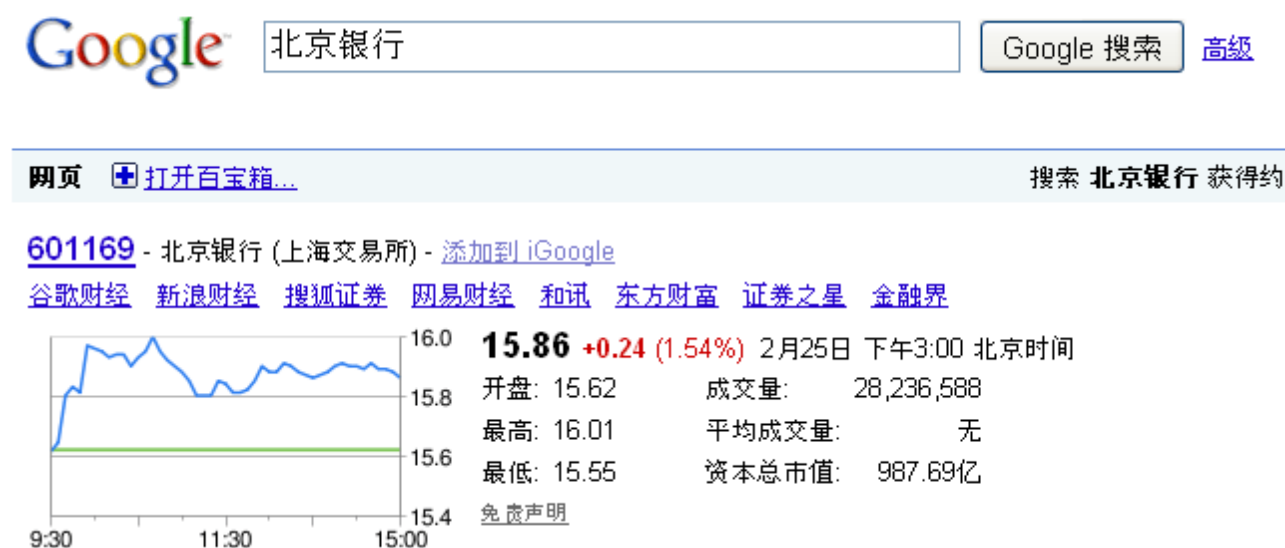 Google™ 北京银行 Google 搜索 高级
网页 打开百宝箱... 搜索 北京银行 获得约
601169 - 北京银行 (上海交易所) - 添加到 iGoogle
谷歌财经 新浪财经 搜狐证券 网易财经 和讯 东方财富 证券之星 金融界
16.0
15.8
15.6
15.4
9:30 11:30 15:00
15.86 +0.24 (1.54%) 2月25日 下午3:00 北京时间
开盘: 15.62 成交量: 28,236,588
最高: 16.01 平均成交量: 无
最低: 15.55 资本总市值: 987.69亿
免责声明